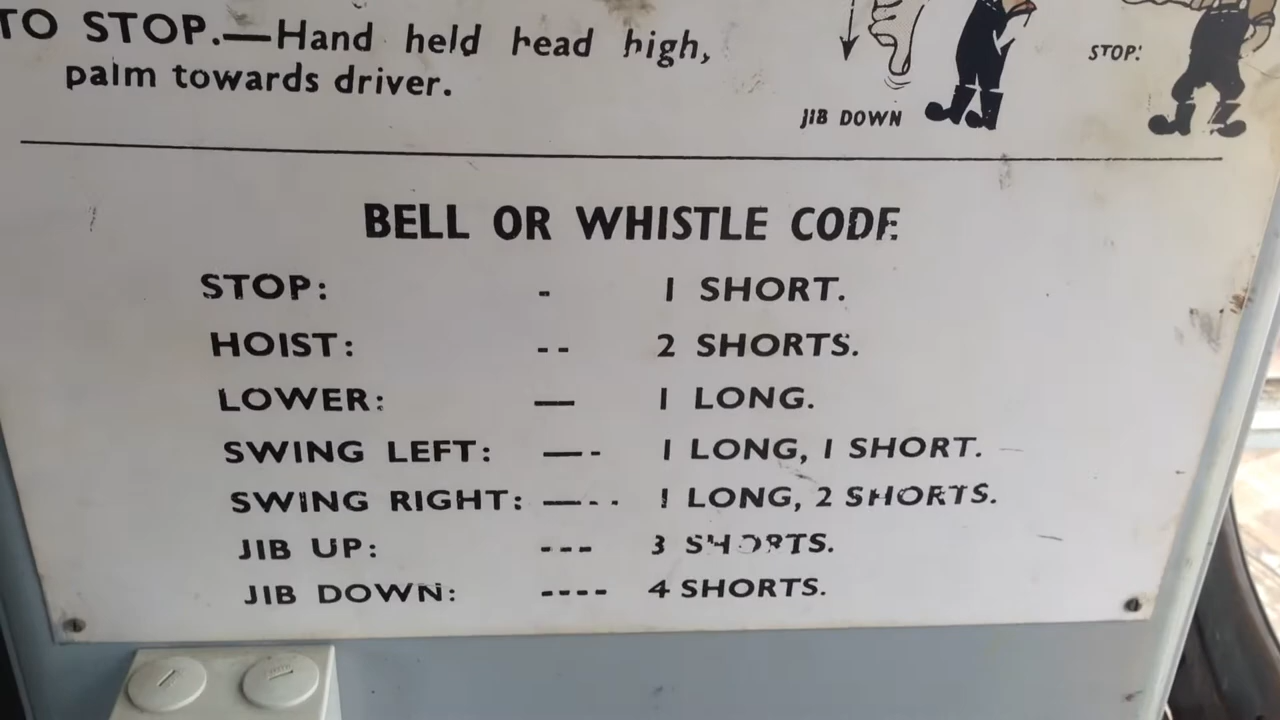 TO STOP.—Hand held head high,
palm towards driver.
JIB DOWN
STOP:
BELL OR WHISTLE CODE.
STOP: - 1 SHORT.
HOIST: -- 2 SHORTS.
LOWER: — 1 LONG.
SWING LEFT: —- 1 LONG, 1 SHORT.
SWING RIGHT: —-- 1 LONG, 2 SHORTS.
JIB UP: --- 3 SHORTS.
JIB DOWN: ---- 4 SHORTS.